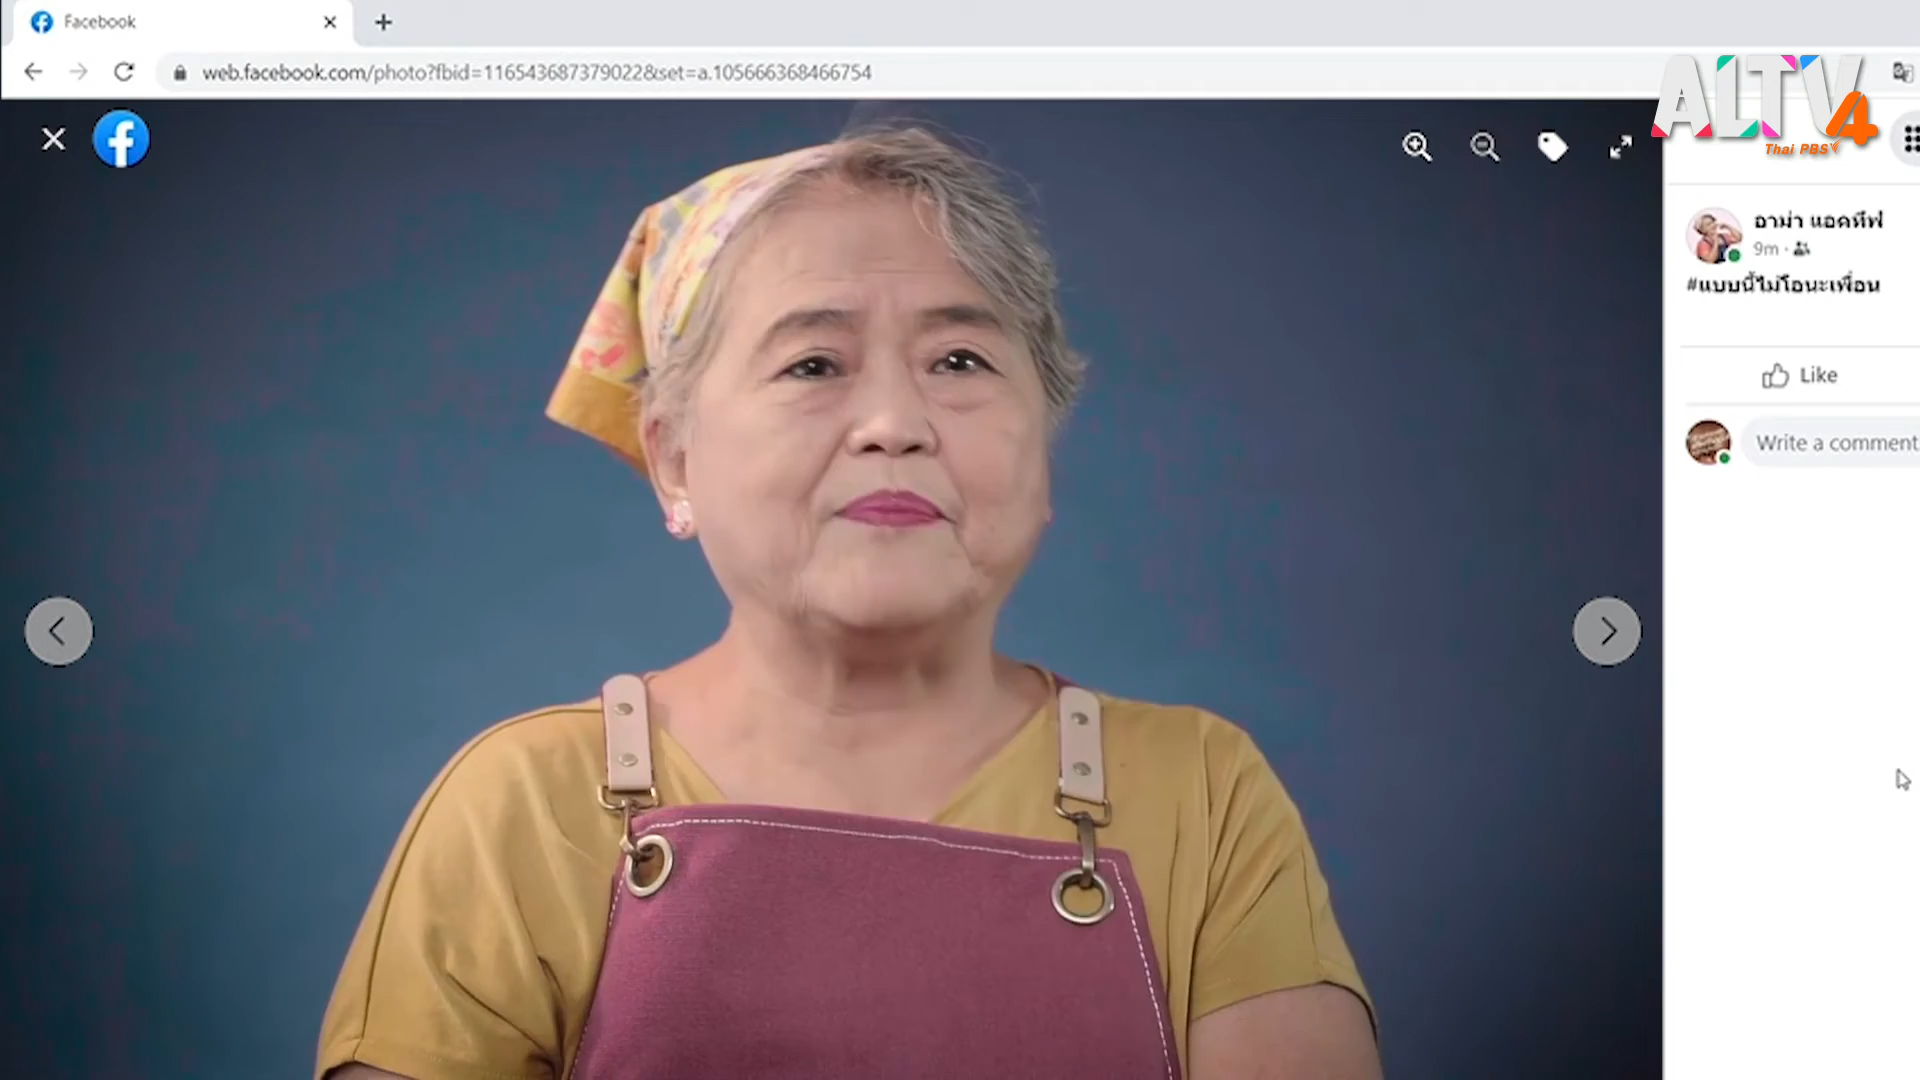 Facebook
web.facebook.com/photo?fbid=116543687379022&set=a.105666368466754
ALTV4
Thai PBS
อาม่า แอคทีฟ
9m
#แบบนี้ไม่โอนะเพื่อน
Like
Write a comment